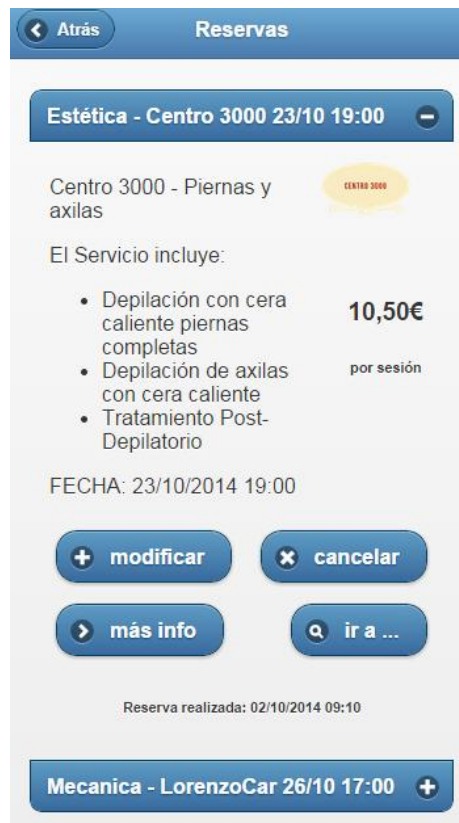 Atrás
Reservas
Estética - Centro 3000 23/10 19:00
Centro 3000 - Piernas y
axilas
CENTRO 3000
El Servicio incluye:
Depilación con cera
caliente piernas
completas
Depilación de axilas
con cera caliente
Tratamiento Post-
Depilatorio
10,50€
por sesión
FECHA: 23/10/2014 19:00
modificar
cancelar
más info
ir a ...
Reserva realizada: 02/10/2014 09:10
Mecanica - LorenzoCar 26/10 17:00